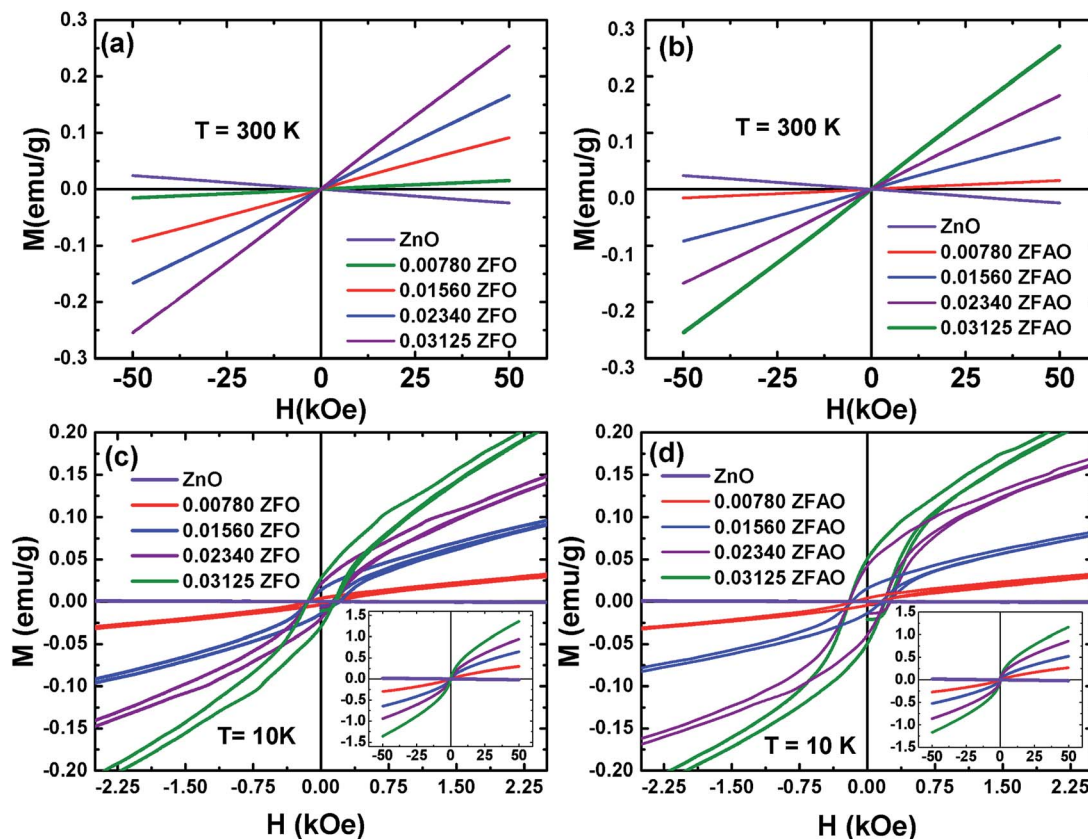 (a)
T = 300 K
M(emu/g)
0.3
0.2
0.1
0.0
-0.1
-0.2
-0.3
ZnO
0.00780 ZFO
0.01560 ZFO
0.02340 ZFO
0.03125 ZFO
-50 -25 0 25 50
H(kOe)
(b)
T = 300 K
M(emu/g)
0.3
0.2
0.1
0.0
0.1
0.2
0.3
ZnO
0.00780 ZFAO
0.01560 ZFAO
0.02340 ZFAO
0.03125 ZFAO
-50 -25 0 25 50
H(kOe)
(c)
M (emu/g)
0.20
0.15
0.10
0.05
0.00
-0.05
-0.10
-0.15
-0.20
ZnO
0.00780 ZFO
0.01560 ZFO
0.02340 ZFO
0.03125 ZFO
T = 10K
1.5
1.0
0.5
0.0
-0.5
-1.0
-1.5
-50 -25 0 25 50
-2.25 -1.50 -0.75 0.00 0.75 1.50 2.25
H (kOe)
(d)
M (emu/g)
0.20
0.15
0.10
0.05
0.00
-0.05
-0.10
-0.15
-0.20
ZnO
0.00780 ZFAO
0.01560 ZFAO
0.02340 ZFAO
0.03125 ZFAO
T = 10 K
1.5
1.0
0.5
0.0
-0.5
-1.0
-1.5
-50 -25 0 25 50
-2.25 -1.50 -0.75 0.00 0.75 1.50 2.25
H (kOe)